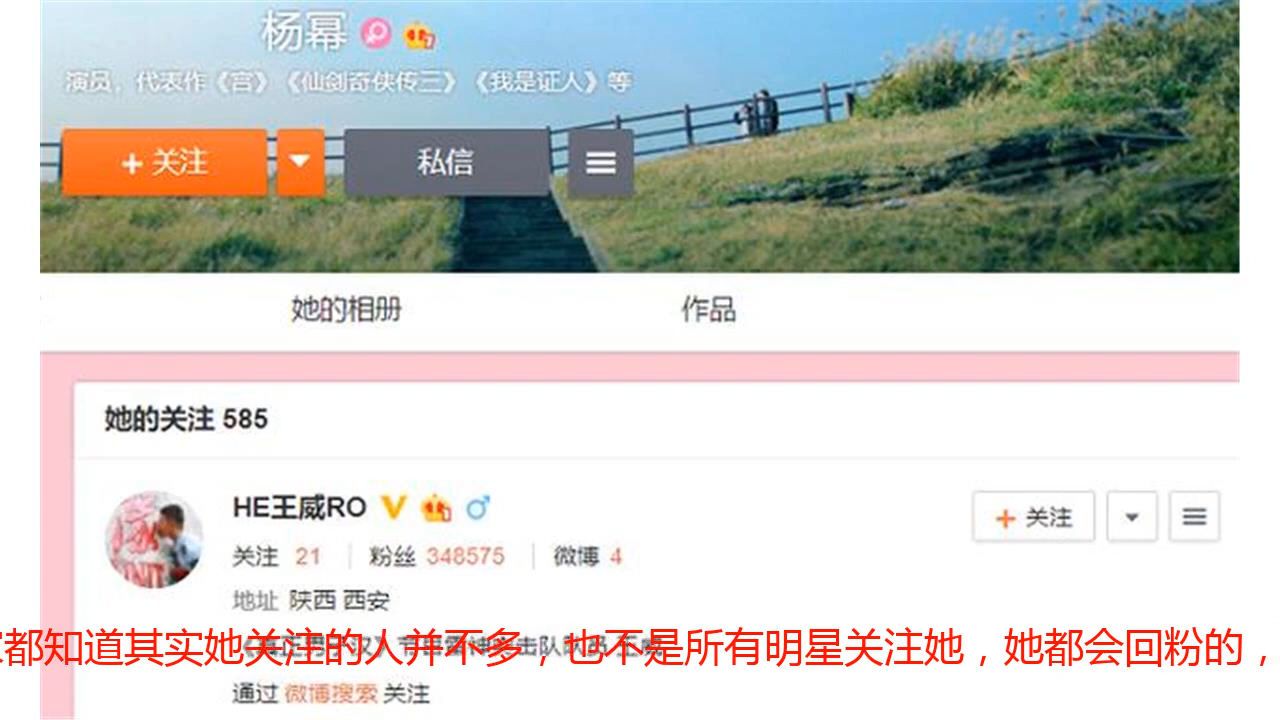 杨幂
演员，代表作《宫》《仙剑奇侠传三》《我是证人》等
+ 关注
私信
她的相册
作品
她的关注 585
HE王威RO
+ 关注
关注 21 粉丝 348575 微博 4
地址 陕西 西安
都知道其实她关注的人并不多，也不是所有明星关注她，她都会回粉的，
通过 微博搜索 关注